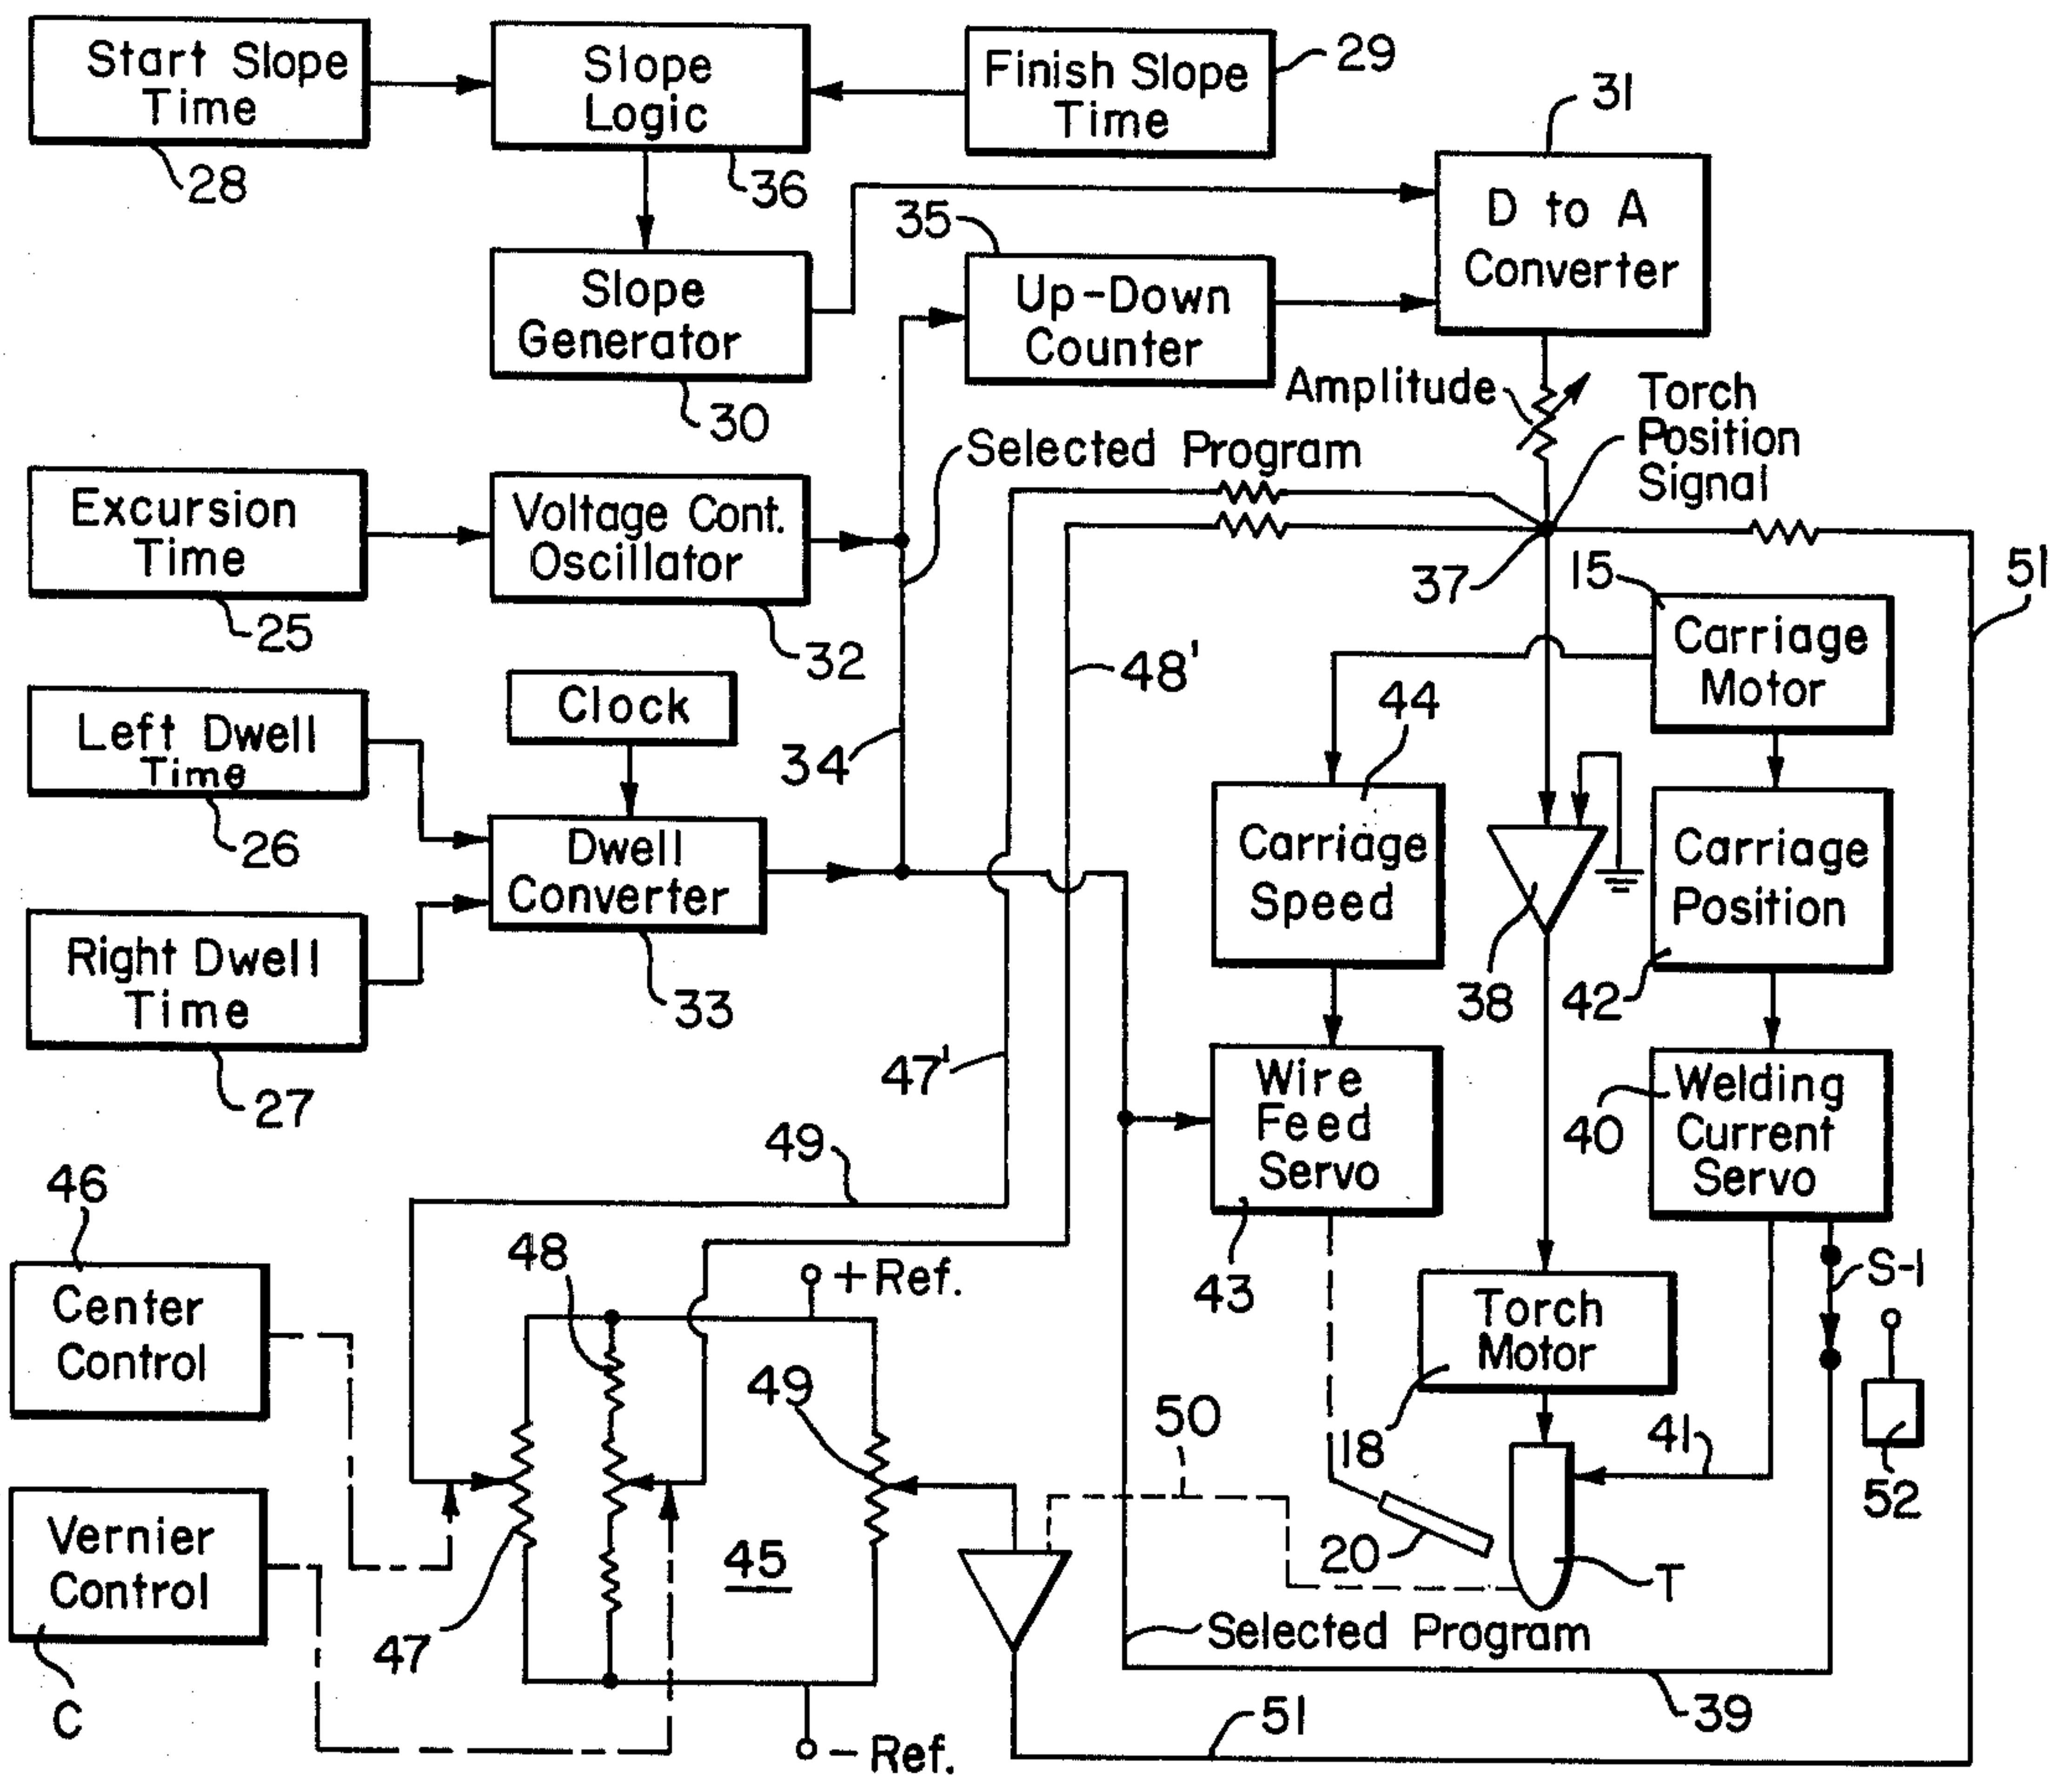 Start Slope
Time
28
Slope
Logic
36
Finish Slope
Time
29
31
D to A
Converter
35
Up-Down
Counter
Slope
Generator
30
Amplitude
Torch
Position
Signal
Selected Program
Excursion
Time
25
Voltage Cont.
Oscillator
32
37
15
51
Carriage
Motor
48'
44
Clock
34
Left Dwell
Time
26
Dwell
Converter
33
Carriage
Speed
38
Carriage
Position
42
Right Dwell
Time
27
47'
49
Wire
Feed
Servo
43
40
Welding
Current
Servo
46
Center
Control
48
+Ref.
S-1
Torch
Motor
18
49
50
41
52
Vernier
Control
C
47
45
20
T
Selected Program
39
51
- Ref.